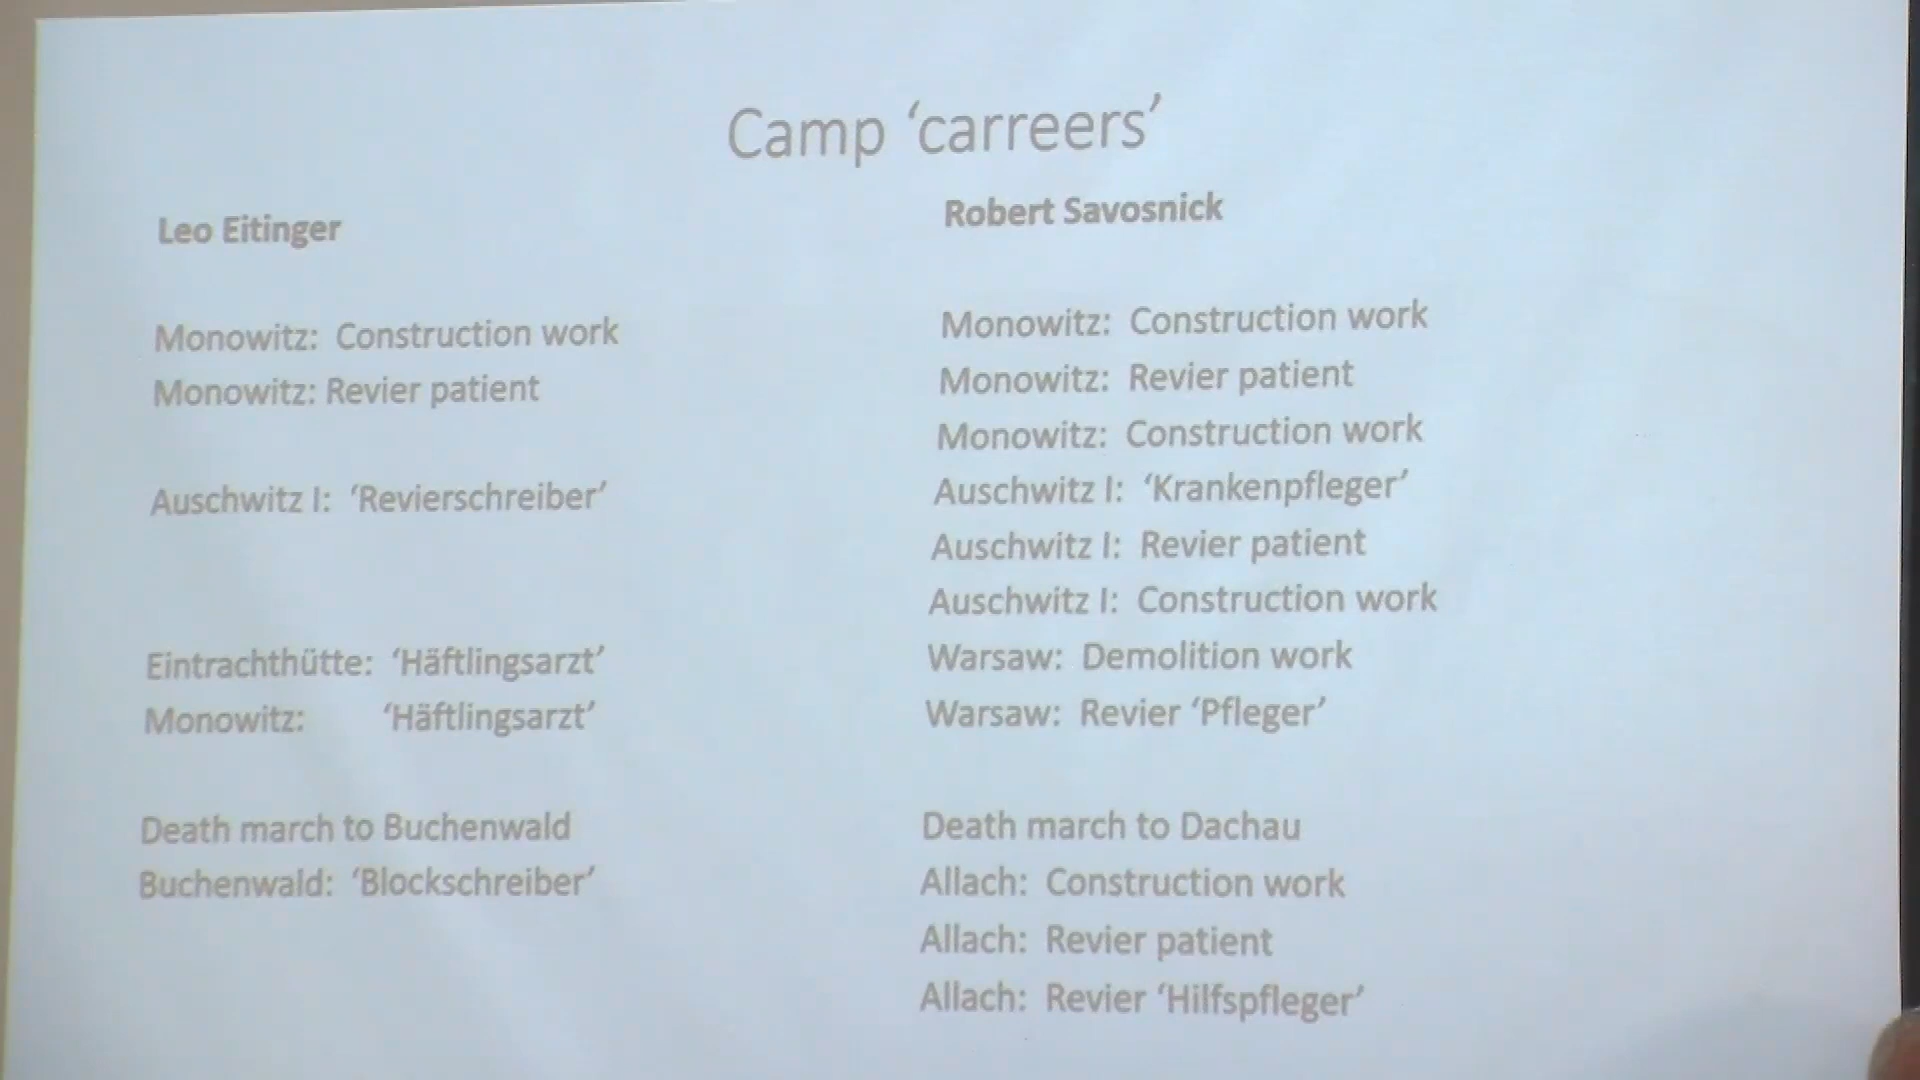 Camp ‘carreers’
Leo Eitinger
Monowitz: Construction work
Monowitz: Revier patient
Auschwitz I: ‘Revierschreiber’
Eintrachthütte: ‘Häftlingsarzt’
Monowitz: ‘Häftlingsarzt’
Death march to Buchenwald
Buchenwald: ‘Blockschreiber’
Robert Savosnick
Monowitz: Construction work
Monowitz: Revier patient
Monowitz: Construction work
Auschwitz I: ‘Krankenpfleger’
Auschwitz I: Revier patient
Auschwitz I: Construction work
Warsaw: Demolition work
Warsaw: Revier ‘Pfleger’
Death march to Dachau
Allach: Construction work
Allach: Revier patient
Allach: Revier ‘Hilfspfleger’